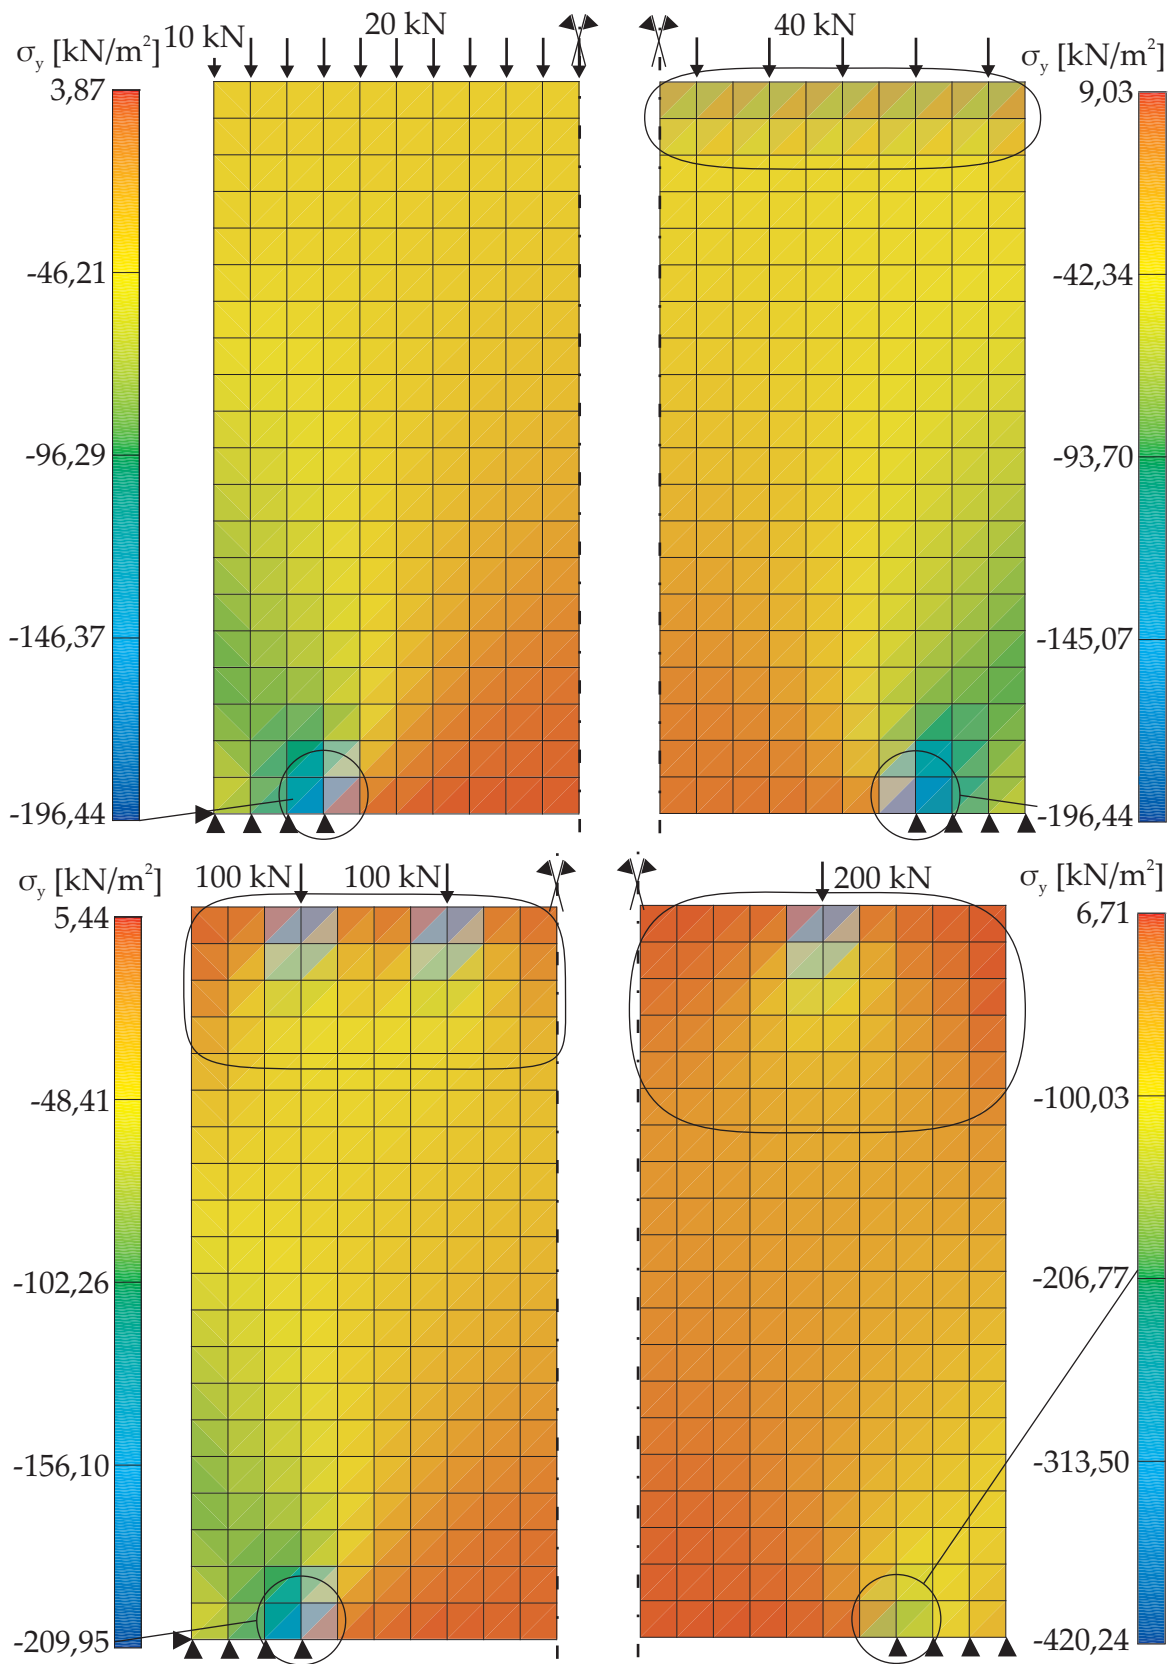 σy [kN/m²]
10 kN
20 kN
3,87
-46,21
-96,29
-146,37
-196,44
40 kN
σy [kN/m²]
9,03
-42,34
-93,70
-145,07
-196,44
σy [kN/m²]
100 kN
100 kN
5,44
-48,41
-102,26
-156,10
-209,95
200 kN
σy [kN/m²]
6,71
-100,03
-206,77
-313,50
-420,24